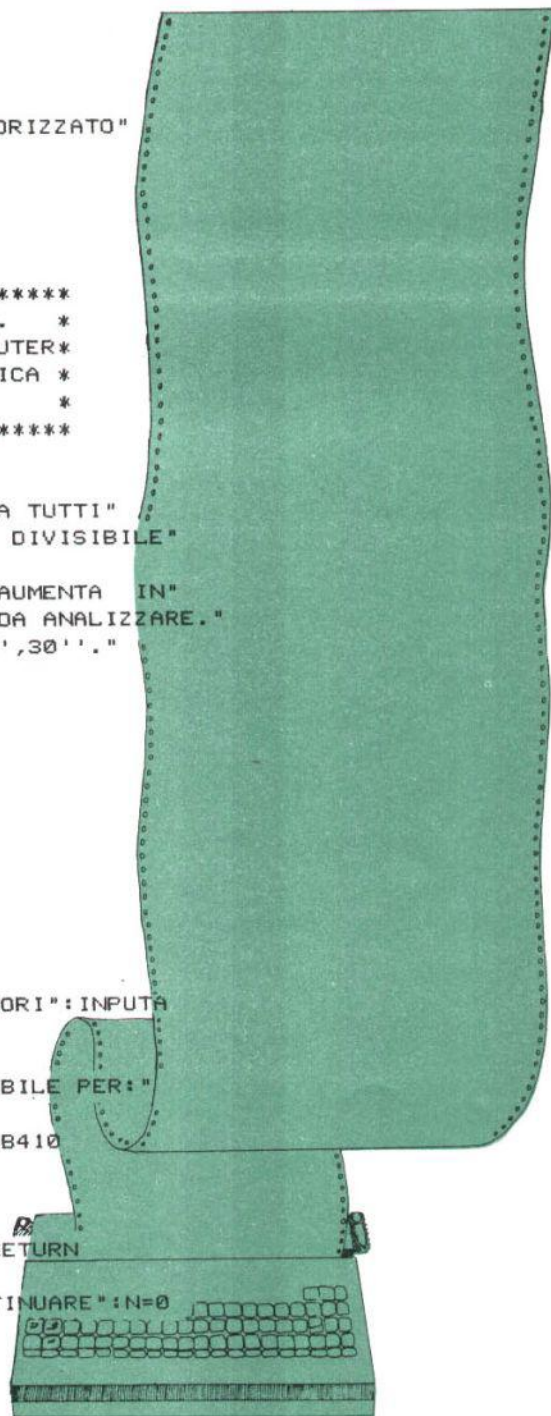 ORIZZATO"
*****
. *
UTER*
ICA *
*
*****
A TUTTI"
DIVISIBILE"
AUMENTA IN"
DA ANALIZZARE."
'',30''."
ORI":INPUTA
BILE PER:"
B410
ETURN
TINUARE":N=0